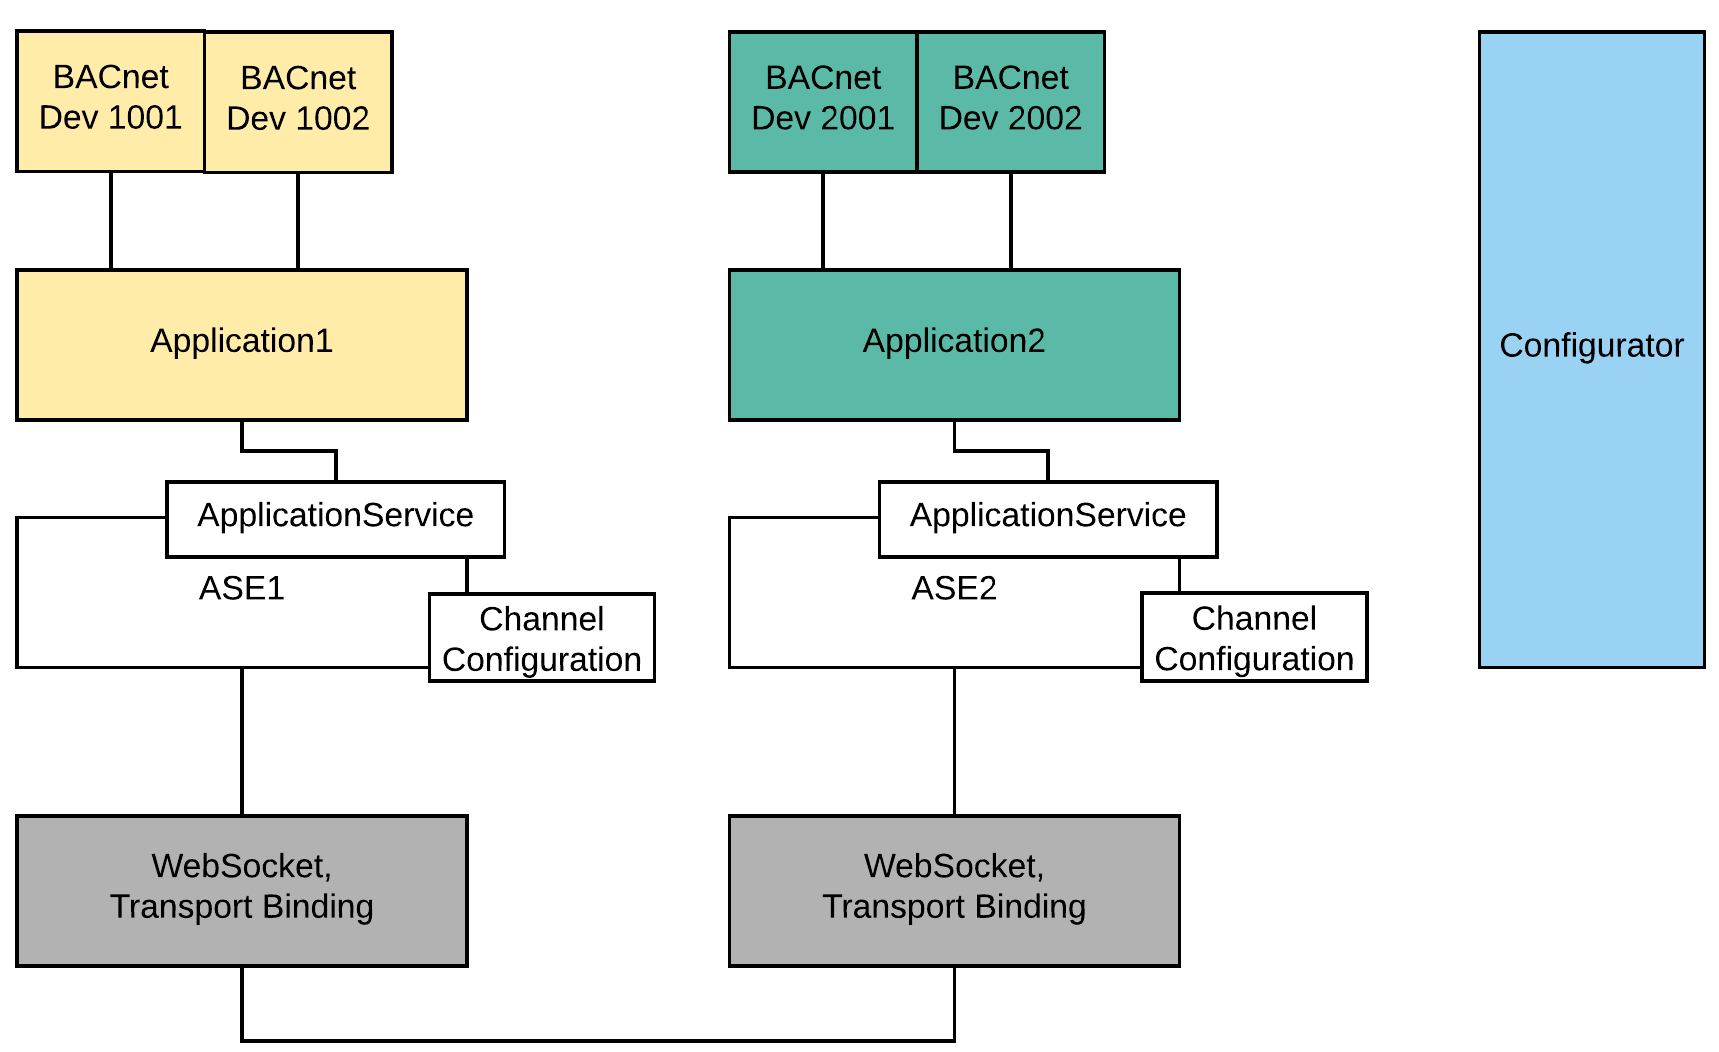 BACnet
Dev 1001
BACnet
Dev 1002
BACnet
Dev 2001
BACnet
Dev 2002
Application1
Application2
Configurator
ApplicationService
ASE1
Channel
Configuration
ApplicationService
ASE2
Channel
Configuration
WebSocket,
Transport Binding
WebSocket,
Transport Binding